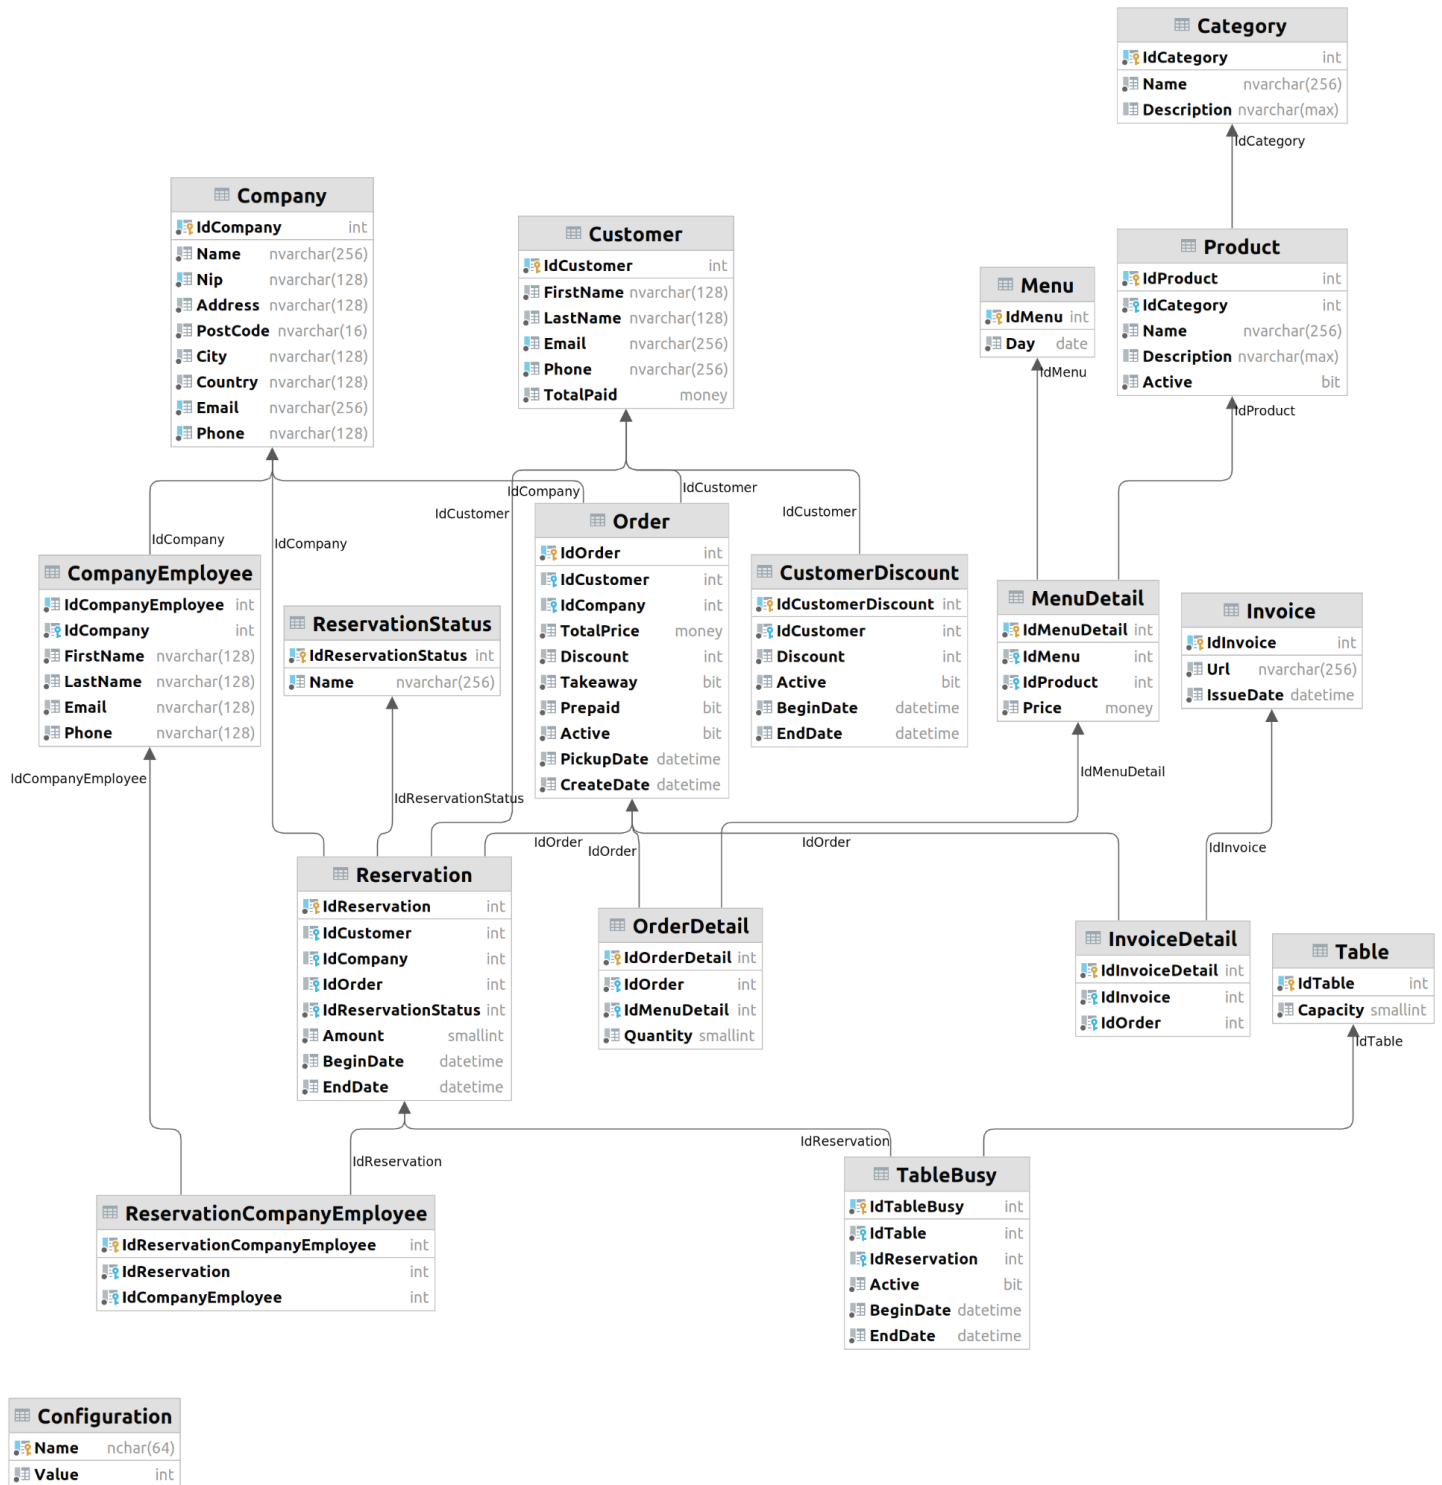 Category
IdCategory int
Name nvarchar(256)
Description nvarchar(max)
IdCategory
Company
IdCompany int
Name nvarchar(256)
Nip nvarchar(128)
Address nvarchar(128)
PostCode nvarchar(16)
City nvarchar(128)
Country nvarchar(128)
Email nvarchar(256)
Phone nvarchar(128)
Customer
IdCustomer int
FirstName nvarchar(128)
LastName nvarchar(128)
Email nvarchar(256)
Phone nvarchar(256)
TotalPaid money
Menu
IdMenu int
Day date
IdMenu
Product
IdProduct int
IdCategory int
Name nvarchar(256)
Description nvarchar(max)
Active bit
IdProduct
IdCompany
IdCustomer
IdCustomer
IdCustomer
IdCompany
IdCompany
CompanyEmployee
IdCompanyEmployee int
IdCompany int
FirstName nvarchar(128)
LastName nvarchar(128)
Email nvarchar(128)
Phone nvarchar(128)
IdCompanyEmployee
ReservationStatus
IdReservationStatus int
Name nvarchar(256)
IdReservationStatus
Order
IdOrder int
IdCustomer int
IdCompany int
TotalPrice money
Discount int
Takeaway bit
Prepaid bit
Active bit
PickupDate datetime
CreateDate datetime
CustomerDiscount
IdCustomerDiscount int
IdCustomer int
Discount int
Active bit
BeginDate datetime
EndDate datetime
MenuDetail
IdMenuDetail int
IdMenu int
IdProduct int
Price money
IdMenuDetail
Invoice
IdInvoice int
Url nvarchar(256)
IssueDate datetime
IdOrder
IdOrder
IdOrder
IdInvoice
Reservation
IdReservation int
IdCustomer int
IdCompany int
IdOrder int
IdReservationStatus int
Amount smallint
BeginDate datetime
EndDate datetime
OrderDetail
IdOrderDetail int
IdOrder int
IdMenuDetail int
Quantity smallint
InvoiceDetail
IdInvoiceDetail int
IdInvoice int
IdOrder int
Table
IdTable int
Capacity smallint
IdTable
IdReservation
IdReservation
ReservationCompanyEmployee
IdReservationCompanyEmployee int
IdReservation int
IdCompanyEmployee int
TableBusy
IdTableBusy int
IdTable int
IdReservation int
Active bit
BeginDate datetime
EndDate datetime
Configuration
Name nchar(64)
Value int